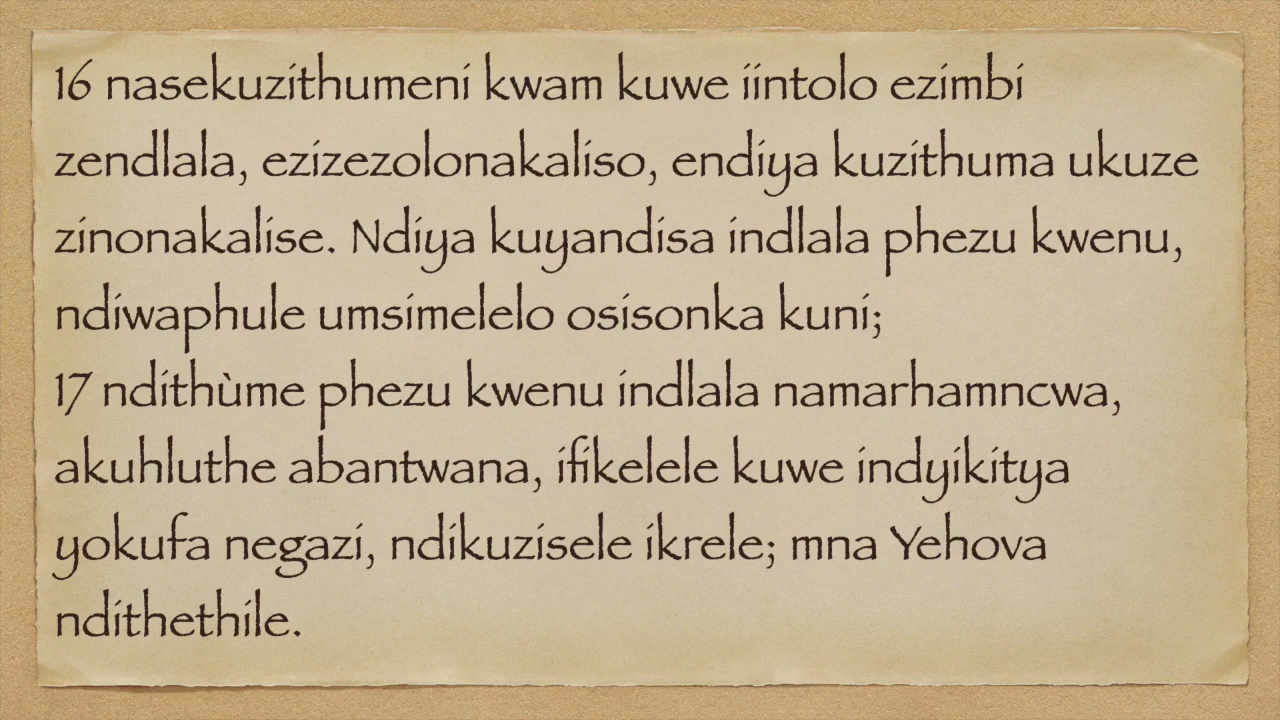 16 nasekuzithumeni kwam kuwe iintolo ezimbi
zendlala, ezizezolonakaliso, endiya kuzithuma ukuze
zinonakalise. Ndiya kuyandisa indlala phezu kwenu,
ndiwaphule umsimelelo osisonka kuni;
17 ndithùme phezu kwenu indlala namarhamncwa,
akuhluthe abantwana, ifikelele kuwe indyikitya
yokufa negazi, ndikuzisele ikrele; mna Yehova
ndithethile.